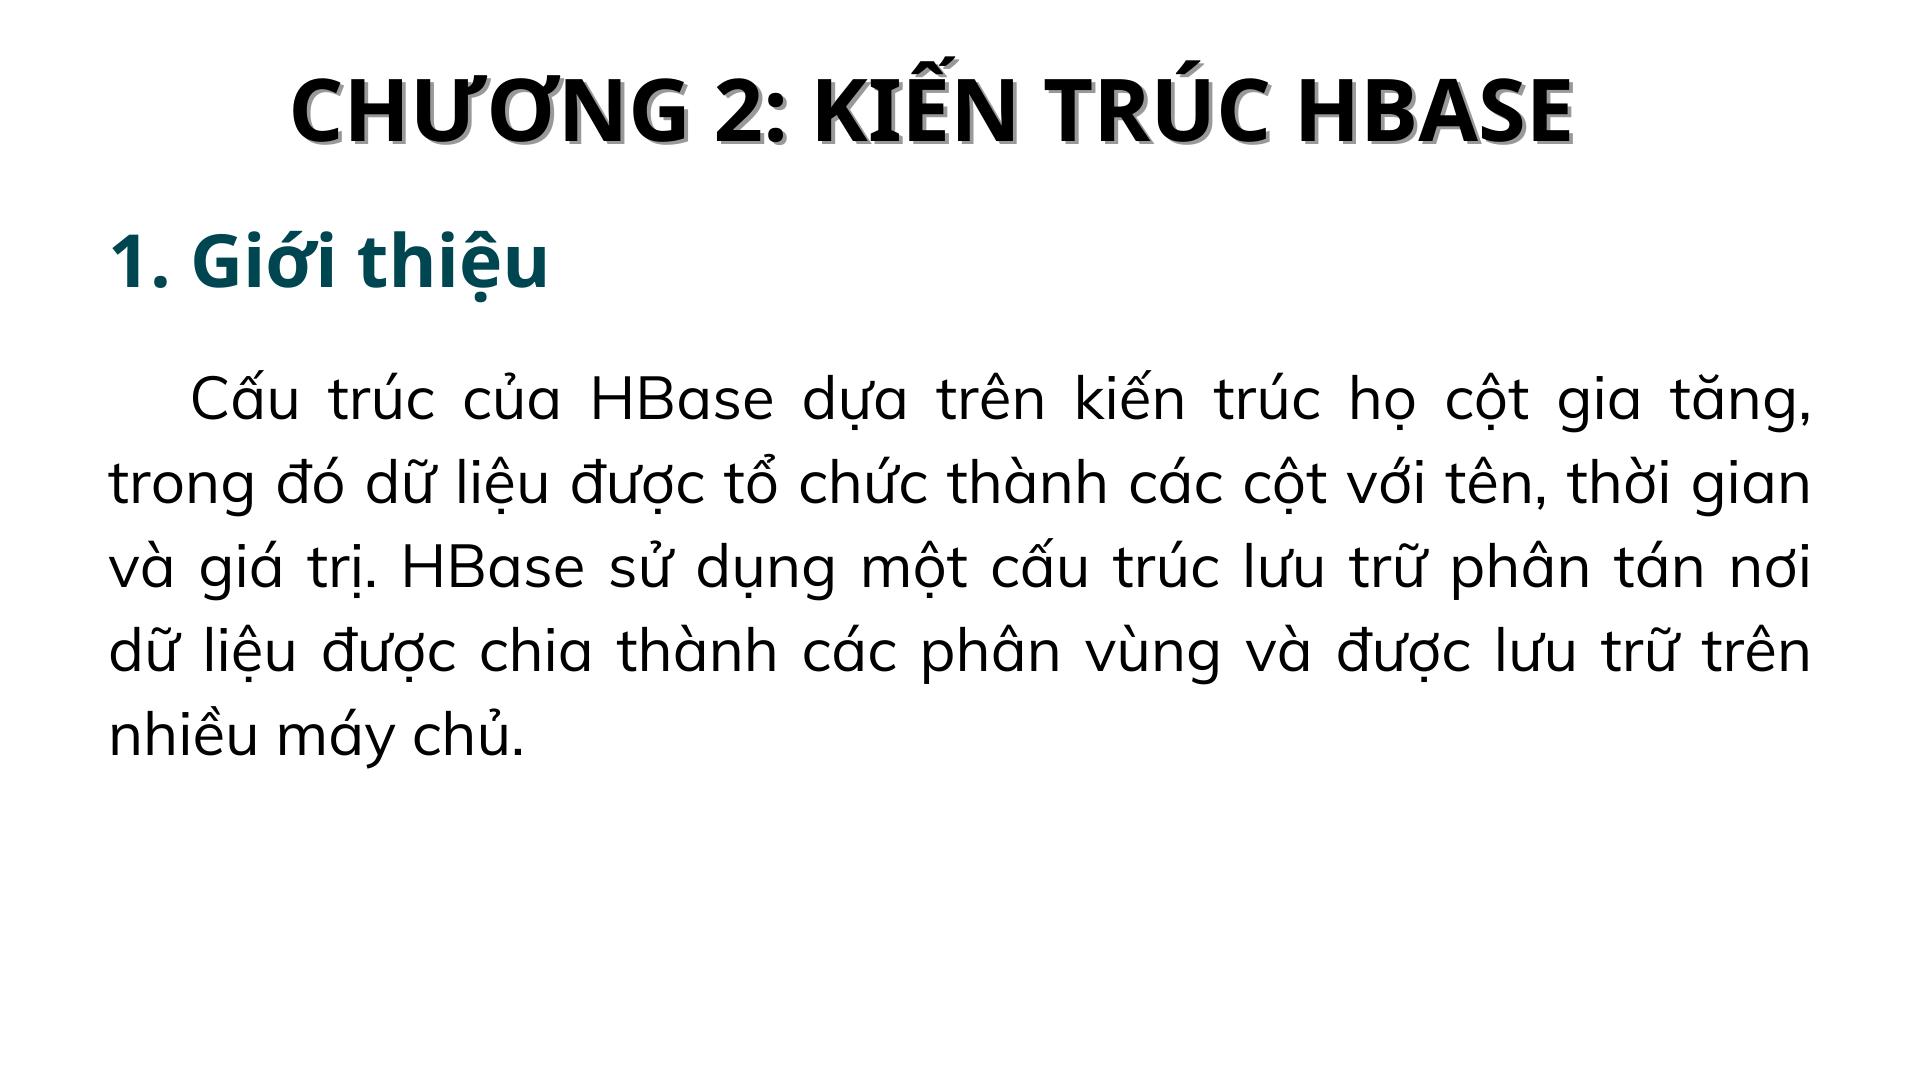 CHƯƠNG 2: KIẾN TRÚC HBASE
1. Giới thiệu
Cấu trúc của HBase dựa trên kiến trúc họ cột gia tăng,
trong đó dữ liệu được tổ chức thành các cột với tên, thời gian
và giá trị. HBase sử dụng một cấu trúc lưu trữ phân tán nơi
dữ liệu được chia thành các phân vùng và được lưu trữ trên
nhiều máy chủ.